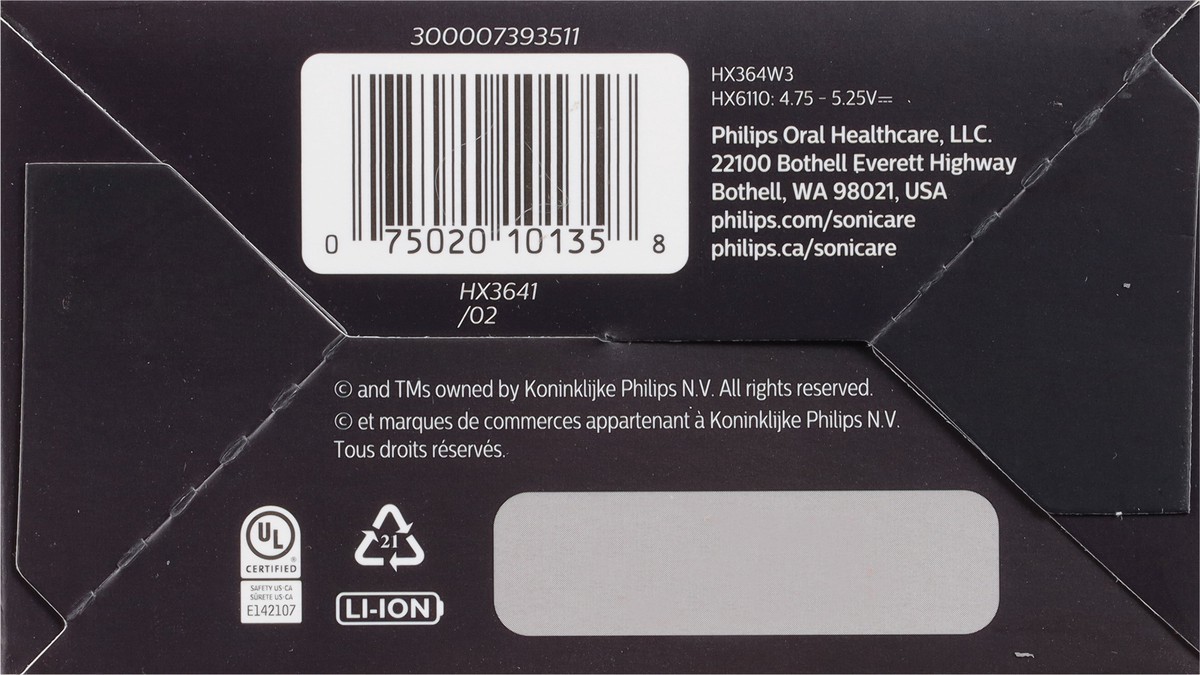 300007393511
0 75020 10135 8
HX3641
/02
HX364W3
HX6110: 4.75 - 5.25V⎓
Philips Oral Healthcare, LLC.
22100 Bothell Everett Highway
Bothell, WA 98021, USA
philips.com/sonicare
philips.ca/sonicare
© and TMs owned by Koninklijke Philips N.V. All rights reserved.
© et marques de commerces appartenant à Koninklijke Philips N.V.
Tous droits réservés.
UL
®
CERTIFIED
SAFETY US·CA
SÛRETÉ US·CA
E142107
21
LI-ION